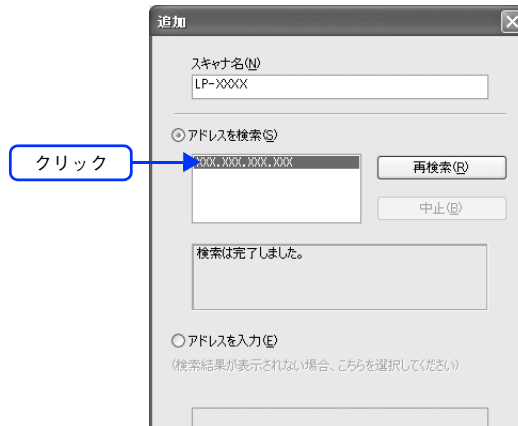 追加
スキャナ名(N)
LP-XXXX
アドレスを検索(S)
クリック
XXX.XXX.XXX.XXX
再検索(R)
中止(B)
検索は完了しました。
アドレスを入力(E)
(検索結果が表示されない場合、こちらを選択してください)